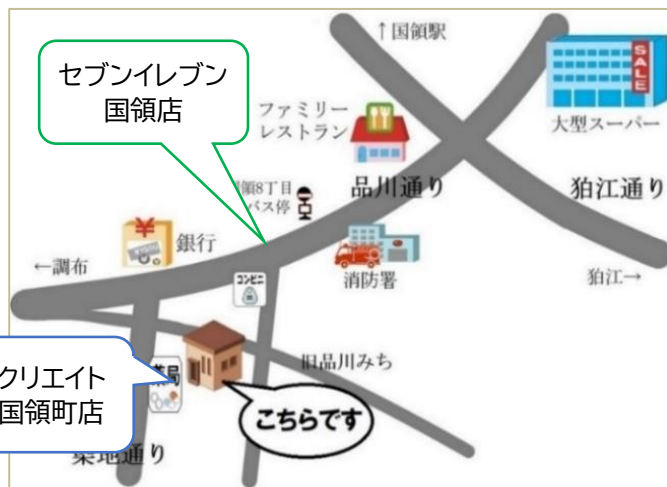 ↑国領駅
セブンイレブン
国領店
SALE
ファミリー
レストラン
大型スーパー
品川通り
狛江通り
領8丁目
バス停
¥
銀行
←調布
消防署
狛江→
コンビニ
旧品川みち
クリエイト
国領町店
薬局
こちらです
築地通り